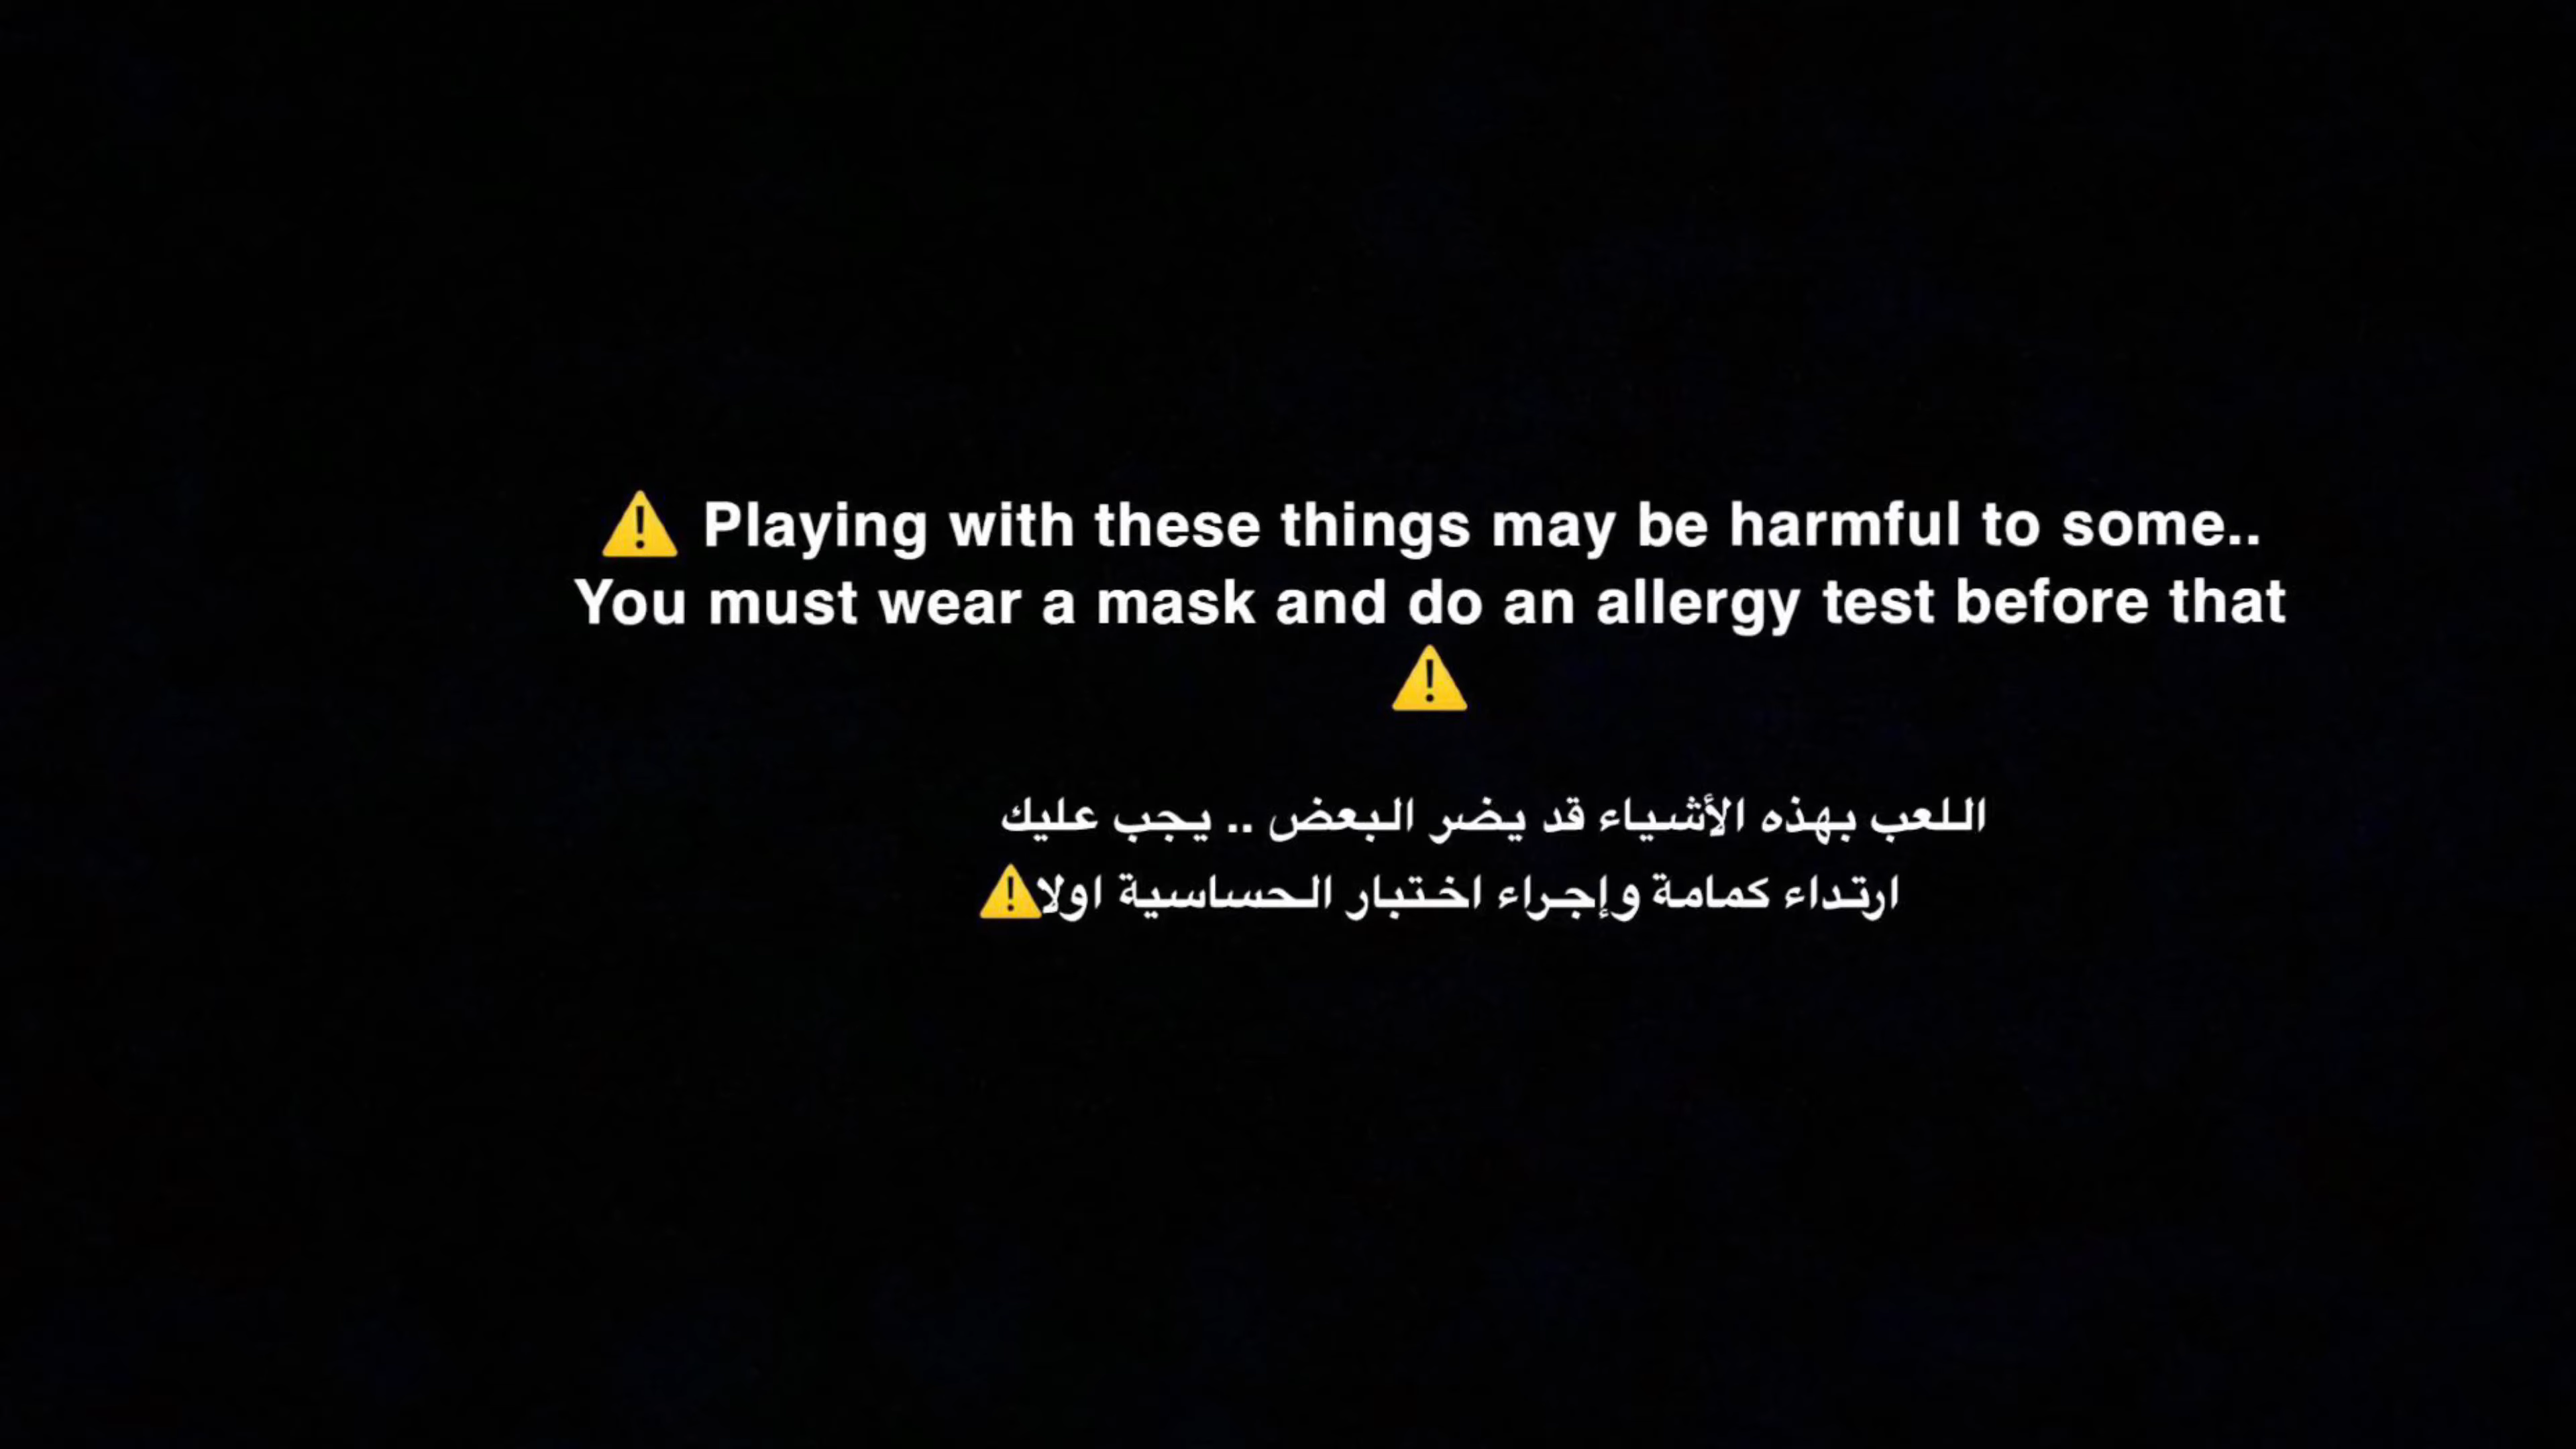 ⚠️ Playing with these things may be harmful to some..
You must wear a mask and do an allergy test before that
⚠️
اللعب بهذه الأشياء قد يضر البعض .. يجب عليك
ارتداء كمامة وإجراء اختبار الحساسية اولا⚠️